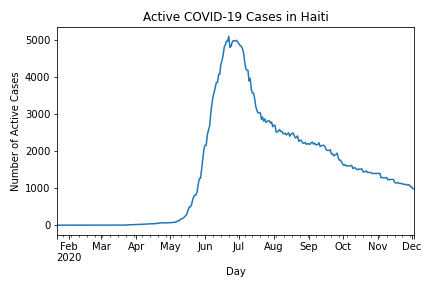 Active COVID-19 Cases in Haiti
5000
4000
3000
2000
1000
0
Number of Active Cases
Feb Mar Apr May Jun Jul Aug Sep Oct Nov Dec
2020
Day